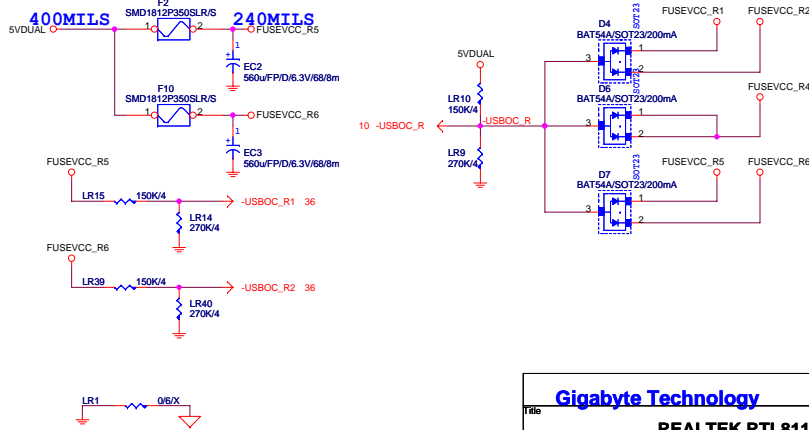 400MILS
F2
SMD1812P350SLR/S
240MILS
5VDUAL
1
2
FUSEVCC_R5
1
+
EC2
560u/FP/D/6.3V/68/8m
F10
SMD1812P350SLR/S
1
2
FUSEVCC_R6
1
+
EC3
560u/FP/D/6.3V/68/8m
FUSEVCC_R5
LR15
150K/4
-USBOC_R1 36
LR14
270K/4
FUSEVCC_R6
LR39
150K/4
-USBOC_R2 36
LR40
270K/4
LR1
0/6/X
5VDUAL
LR10
150K/4
10 -USBOC_R
-USBOC_R
LR9
270K/4
D4
BAT54A/SOT23/200mA
SOT23
FUSEVCC_R1
FUSEVCC_R2
3
1
2
D6
BAT54A/SOT23/200mA
SOT23
FUSEVCC_R4
3
1
2
D7
BAT54A/SOT23/200mA
SOT23
FUSEVCC_R5
FUSEVCC_R6
3
1
2
Gigabyte Technology
Title
REALTEK RTL811